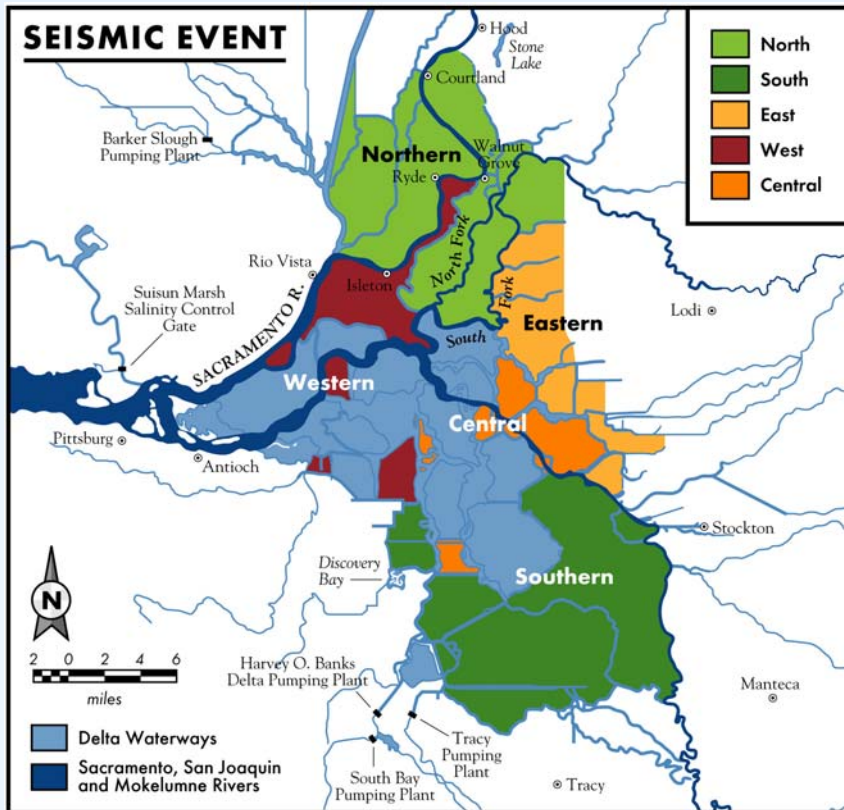 SEISMIC EVENT
North
South
East
West
Central
Hood
Stone
Lake
Courtland
Barker Slough
Pumping Plant
Northern
Walnut
Grove
Ryde
North Fork
Rio Vista
Isleton
SACRAMENTO R.
Suisun Marsh
Salinity Control
Gate
South
Fork
Eastern
Lodi
Western
Central
Pittsburg
Antioch
Stockton
Discovery
Bay
Southern
N
2 0 2 4 6
miles
Harvey O. Banks
Delta Pumping Plant
Manteca
Delta Waterways
Sacramento, San Joaquin
and Mokelumne Rivers
South Bay
Pumping Plant
Tracy
Pumping
Plant
Tracy